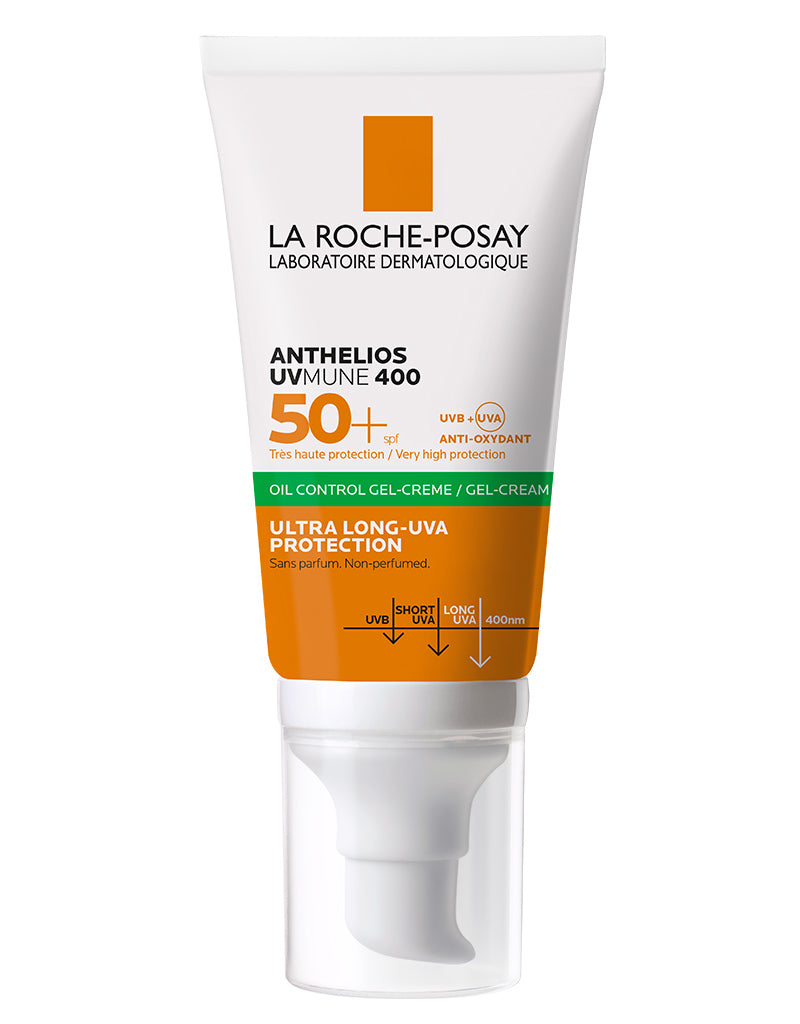 LA ROCHE-POSAY
LABORATOIRE DERMATOLOGIQUE
ANTHELIOS
UVMUNE 400
50+ spf
UVB + UVA
ANTI-OXYDANT
Très haute protection / Very high protection
OIL CONTROL GEL-CREME / GEL-CREAM
ULTRA LONG-UVA
PROTECTION
Sans parfum. Non-perfumed.
UVB
SHORT
UVA
LONG
UVA
400nm